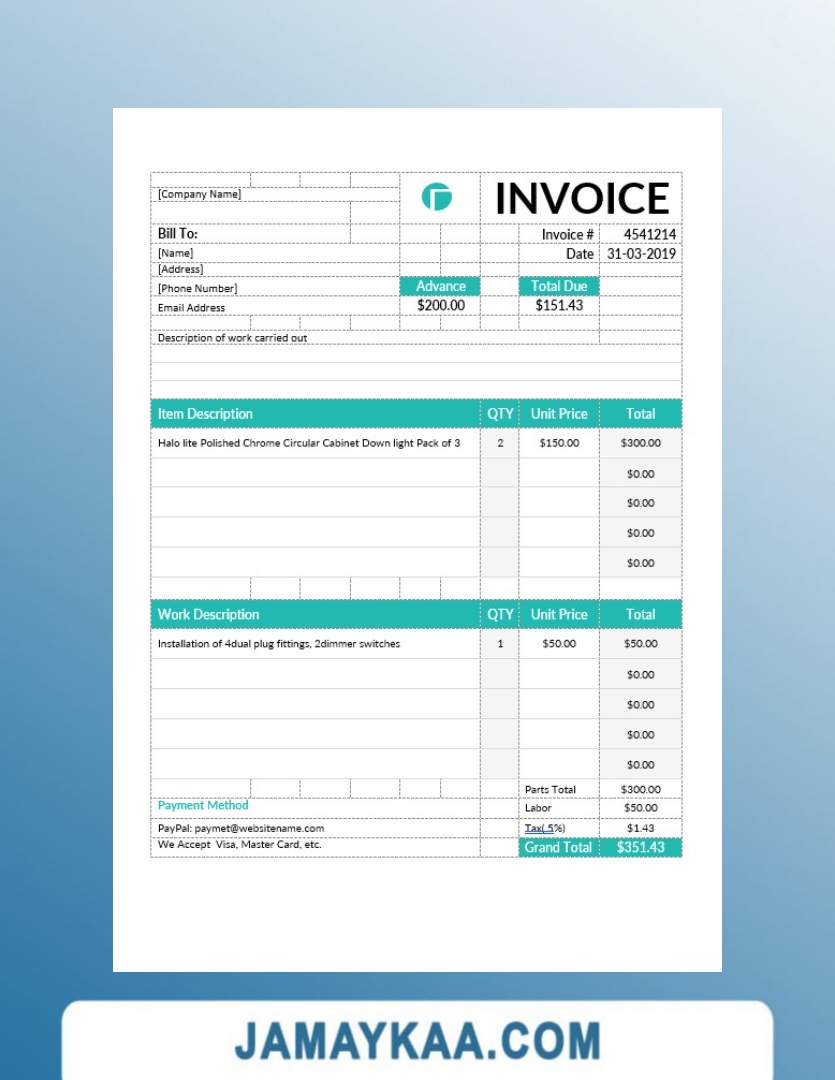 [Company Name]
INVOICE
Bill To:
Invoice # 4541214
[Name]
Date 31-03-2019
[Address]
[Phone Number]
Advance Total Due
Email Address
$200.00 $151.43
Description of work carried out
Item Description QTY Unit Price Total
Halo lite Polished Chrome Circular Cabinet Down light Pack of 3 2 $150.00 $300.00
$0.00
$0.00
$0.00
$0.00
Work Description QTY Unit Price Total
Installation of 4dual plug fittings, 2dimmer switches 1 $50.00 $50.00
$0.00
$0.00
$0.00
$0.00
Parts Total $300.00
Payment Method
Labor $50.00
PayPal: paymet@websitename.com Tax( 5%) $1.43
We Accept Visa, Master Card, etc. Grand Total $351.43
JAMAYKAA.COM